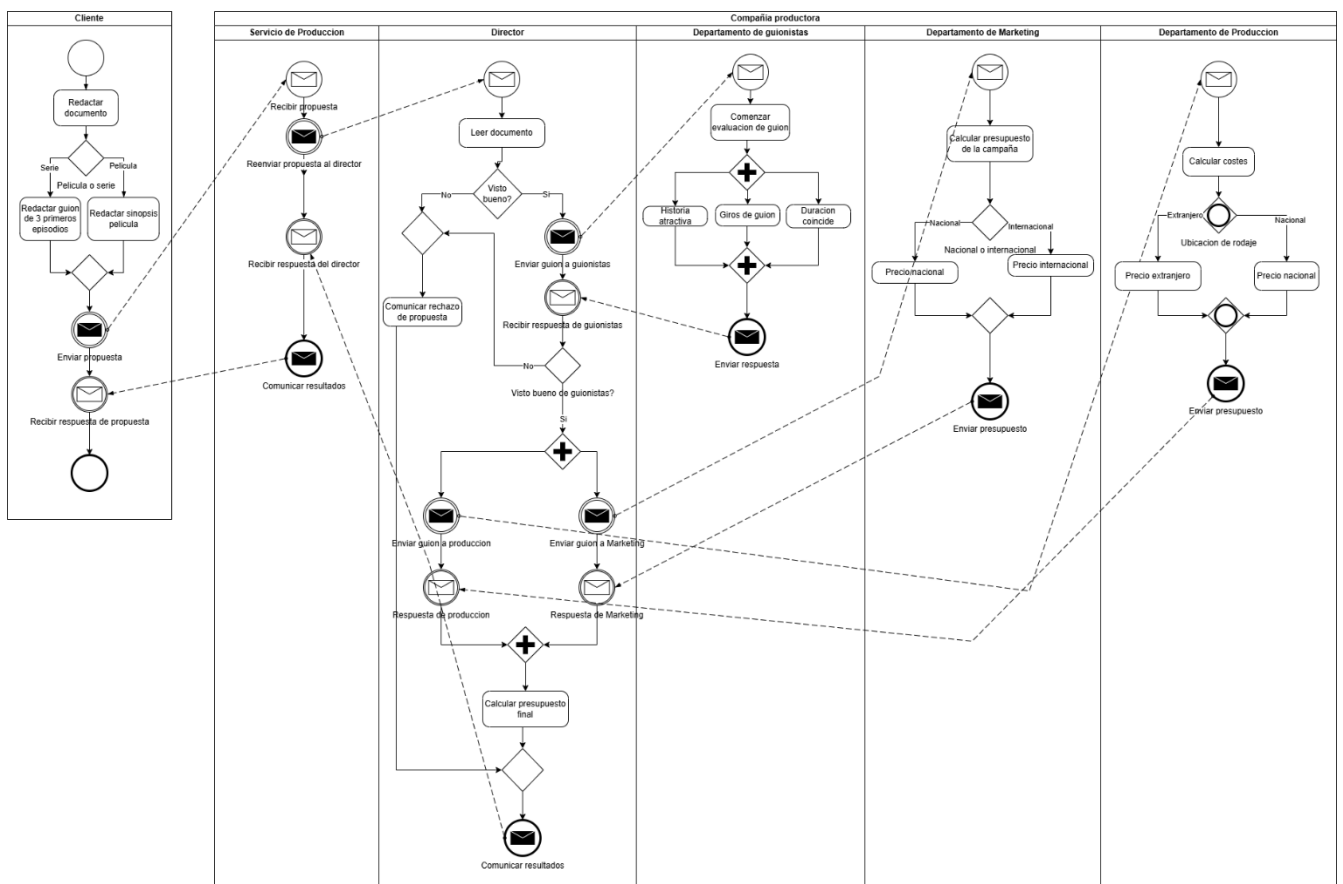 Cliente
Redactar
documento
Serie
Pelicula
Pelicula o serie
Redactar guion
de 3 primeros
episodios
Redactar sinopsis
pelicula
Enviar propuesta
Recibir respuesta de propuesta
Compañia productora
Servicio de Produccion
Recibir propuesta
Reenviar propuesta al director
Recibir respuesta del director
Comunicar resultados
Director
Leer documento
Visto
bueno?
No
Si
Enviar guion a guionistas
Recibir respuesta de guionistas
Comunicar rechazo
de propuesta
No
Visto bueno de guionistas?
Si
Enviar guion a produccion
Enviar guion a Marketing
Respuesta de produccion
Respuesta de Marketing
Calcular presupuesto
final
Comunicar resultados
Departamento de guionistas
Comenzar
evaluacion de guion
Historia
atractiva
Giros de guion
Duracion
coincide
Enviar respuesta
Departamento de Marketing
Calcular presupuesto
de la campaña
Nacional
Internacional
Nacional o internacional
Precio nacional
Precio internacional
Enviar presupuesto
Departamento de Produccion
Calcular costes
Extranjero
Nacional
Ubicacion de rodaje
Precio extranjero
Precio nacional
Enviar presupuesto